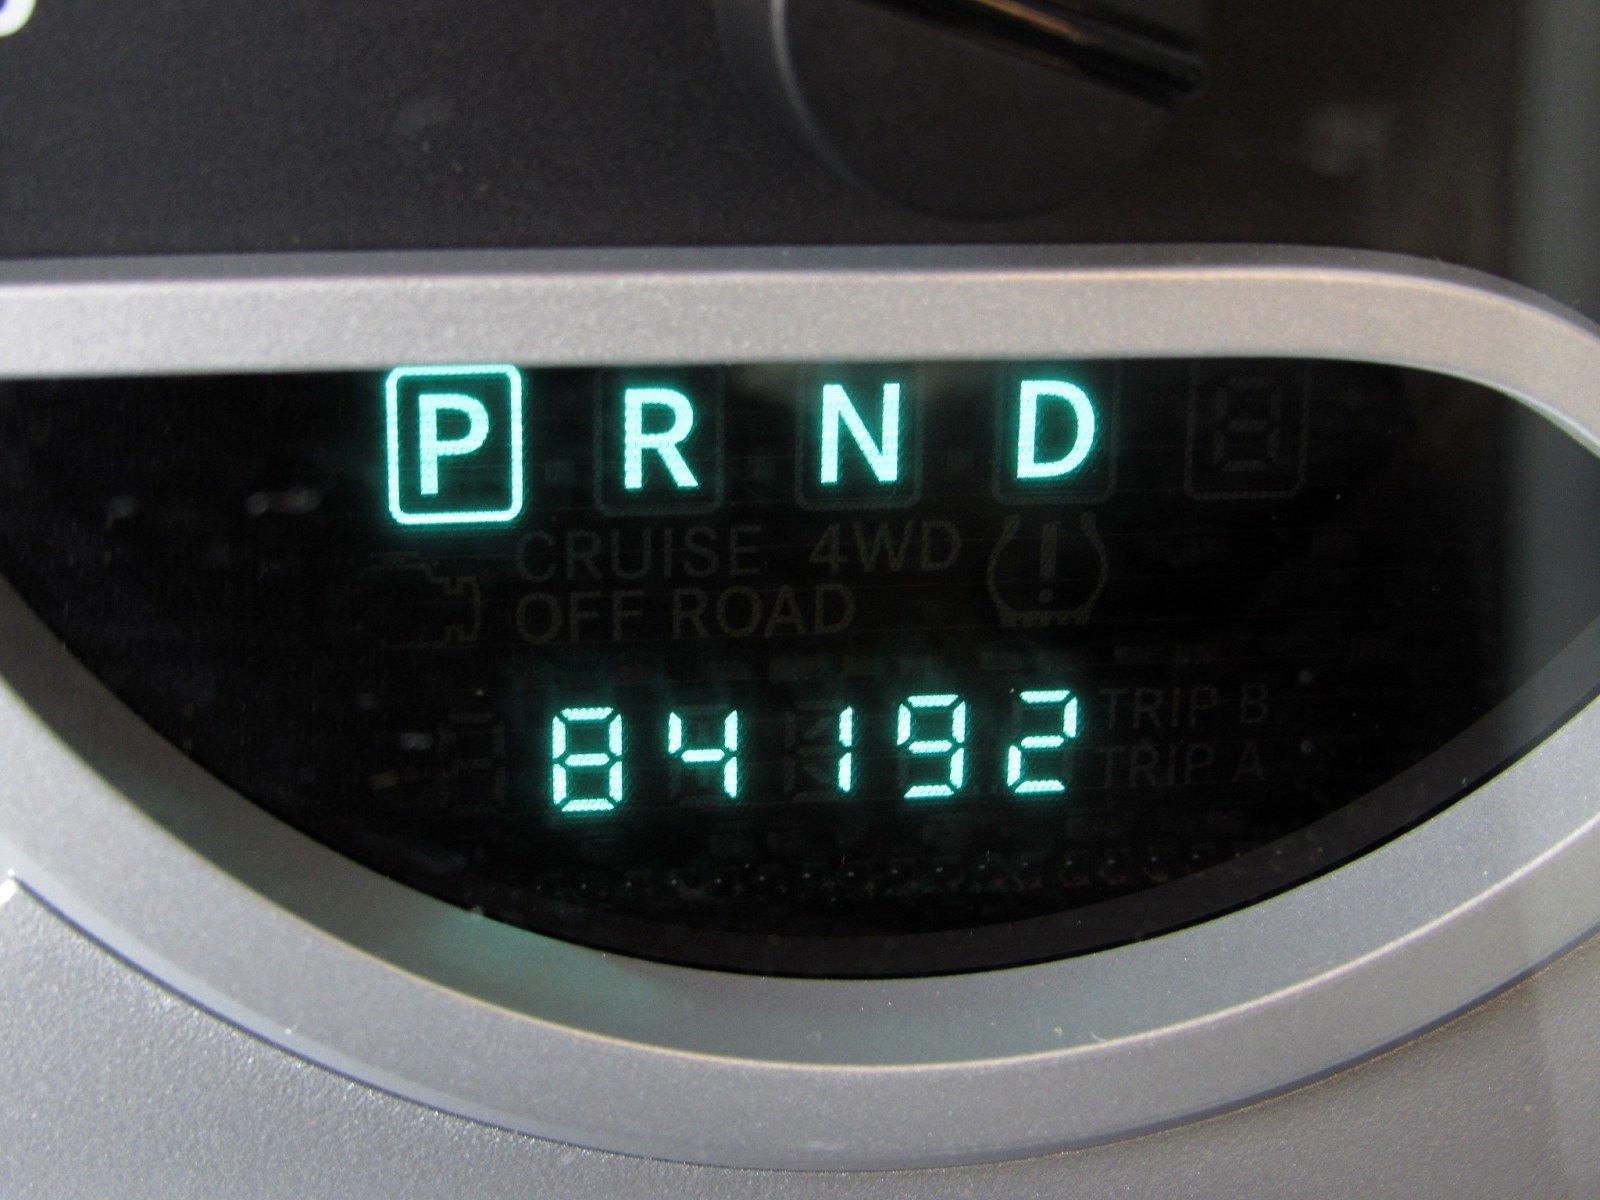 P R N D
CRUISE 4WD
OFF ROAD
84192
TRIP B
TRIP A